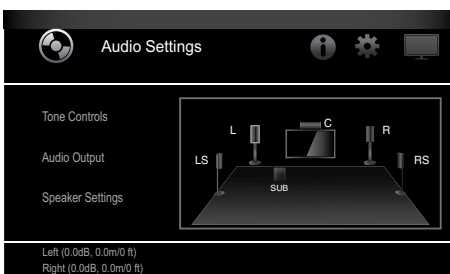 Audio Settings
Tone Controls
Audio Output
Speaker Settings
L
C
R
LS
RS
SUB
Left (0.0dB, 0.0m/0 ft)
Right (0.0dB, 0.0m/0 ft)